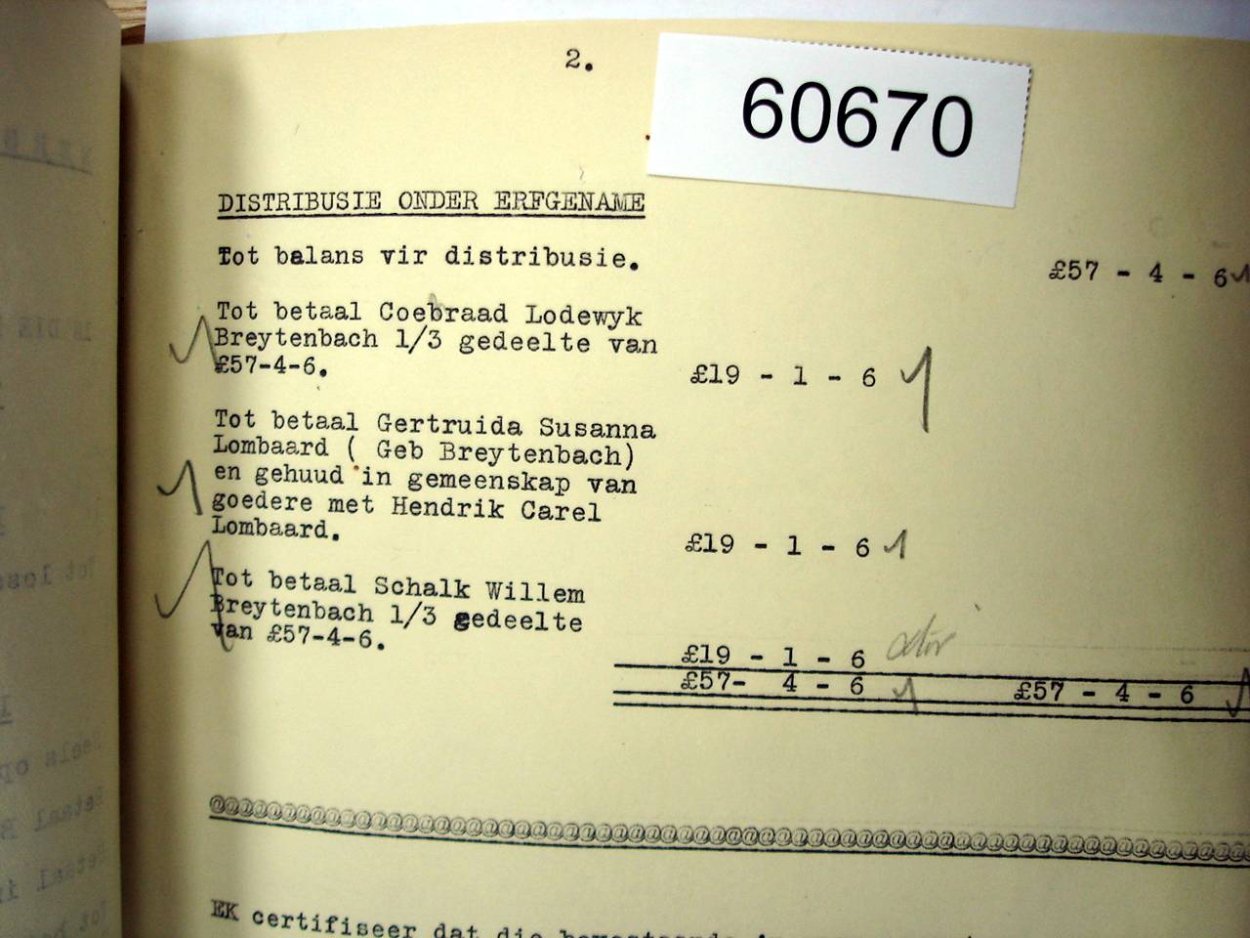 2.
60670
DISTRIBUSIE ONDER ERFGENAME
Tot balans vir distribusie.
£57 - 4 - 6
Tot betaal Coebraad Lodewyk
Breytenbach 1/3 gedeelte van
£57-4-6.
£19 - 1 - 6
Tot betaal Gertruida Susanna
Lombaard ( Geb Breytenbach)
en gehuud in gemeenskap van
goedere met Hendrik Carel
Lombaard.
£19 - 1 - 6
Tot betaal Schalk Willem
Breytenbach 1/3 gedeelte
van £57-4-6.
£19 - 1 - 6
£57- 4 - 6 £57 - 4 - 6
EK certifiseer dat die bowestaande